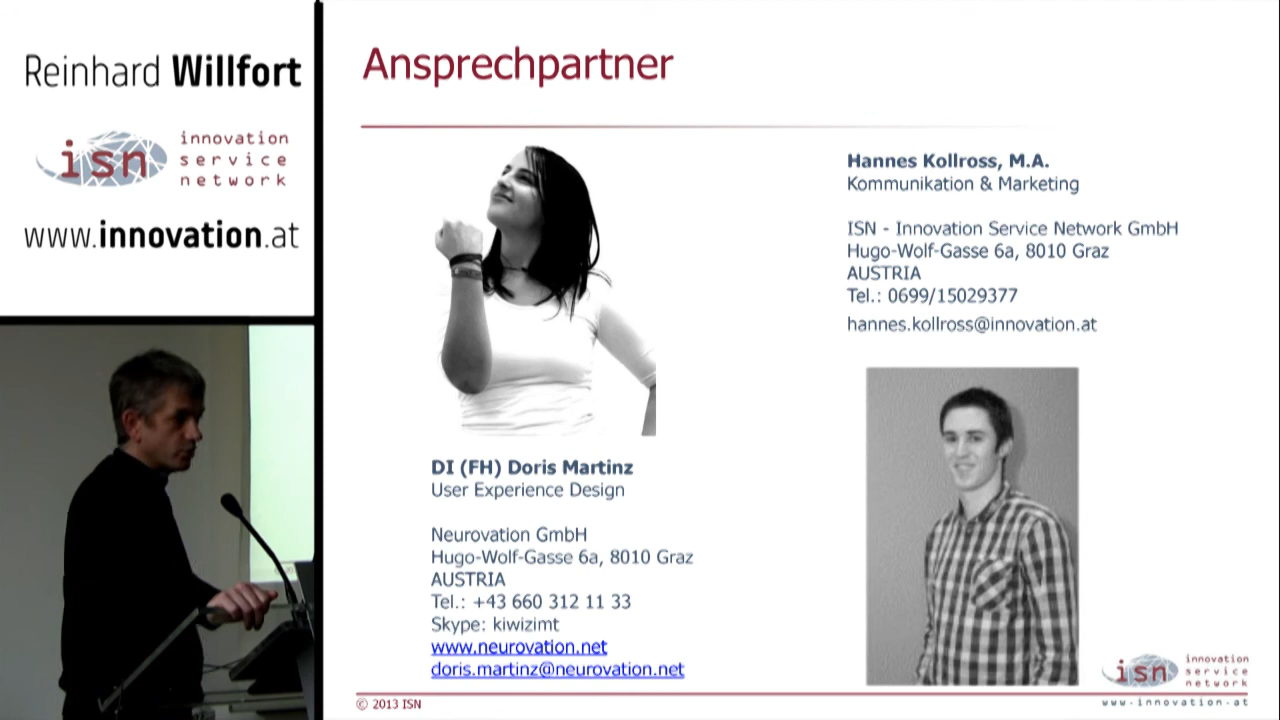 Reinhard Willfort
isn
innovation
service
network
www.innovation.at
Ansprechpartner
DI (FH) Doris Martinz
User Experience Design
Neurovation GmbH
Hugo-Wolf-Gasse 6a, 8010 Graz
AUSTRIA
Tel.: +43 660 312 11 33
Skype: kiwizimt
www.neurovation.net
doris.martinz@neurovation.net
Hannes Kollross, M.A.
Kommunikation & Marketing
ISN - Innovation Service Network GmbH
Hugo-Wolf-Gasse 6a, 8010 Graz
AUSTRIA
Tel.: 0699/15029377
hannes.kollross@innovation.at
isn
innovation
service
network
© 2013 ISN
www.innovation.at